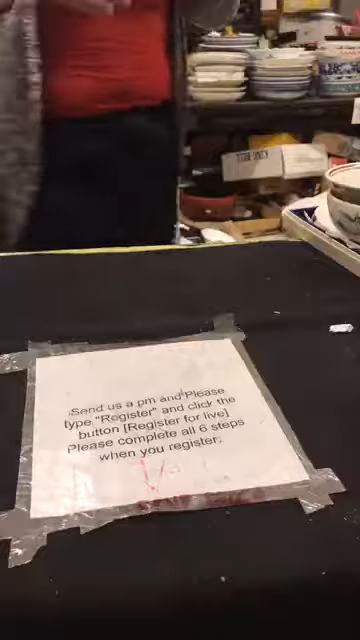 Send us a pm and Please
type "Register" and click the
button [Register for live]
Please complete all 6 steps
when you register.